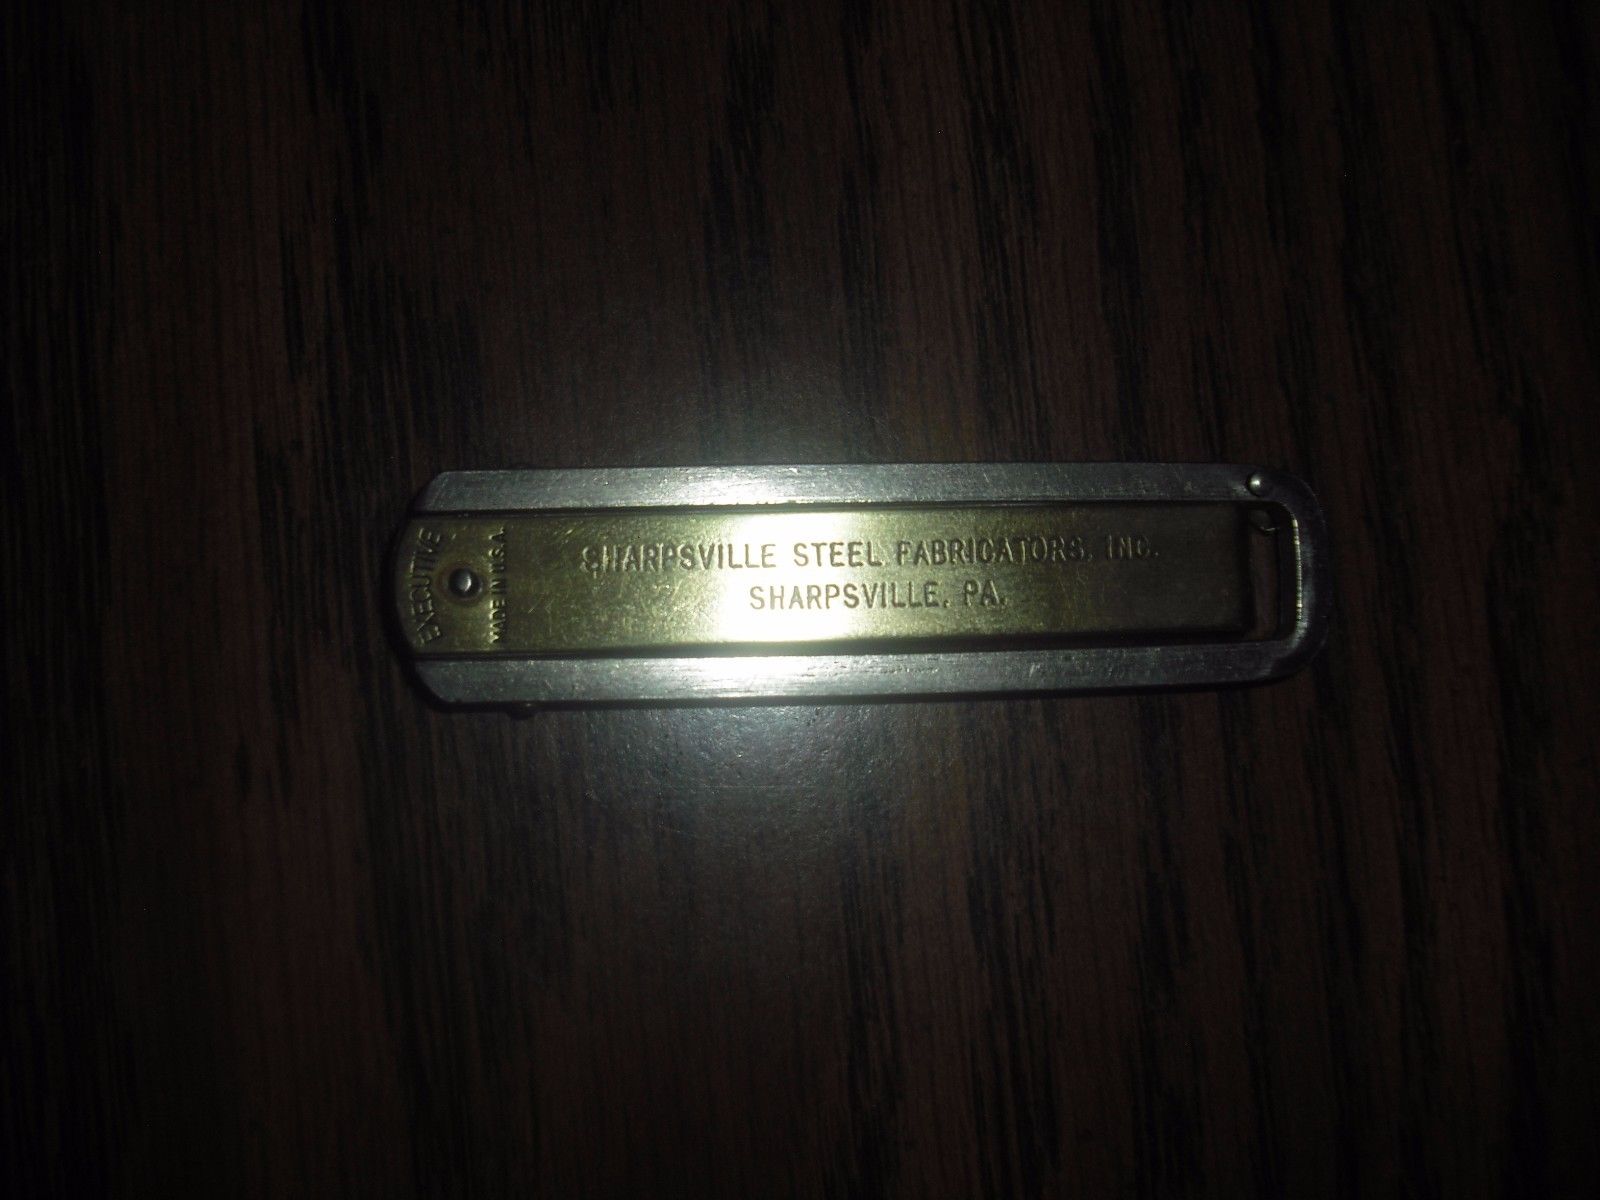 EXECUTIVE
MADE IN U.S.A.
SHARPSVILLE STEEL FABRICATORS, INC.
SHARPSVILLE, PA.